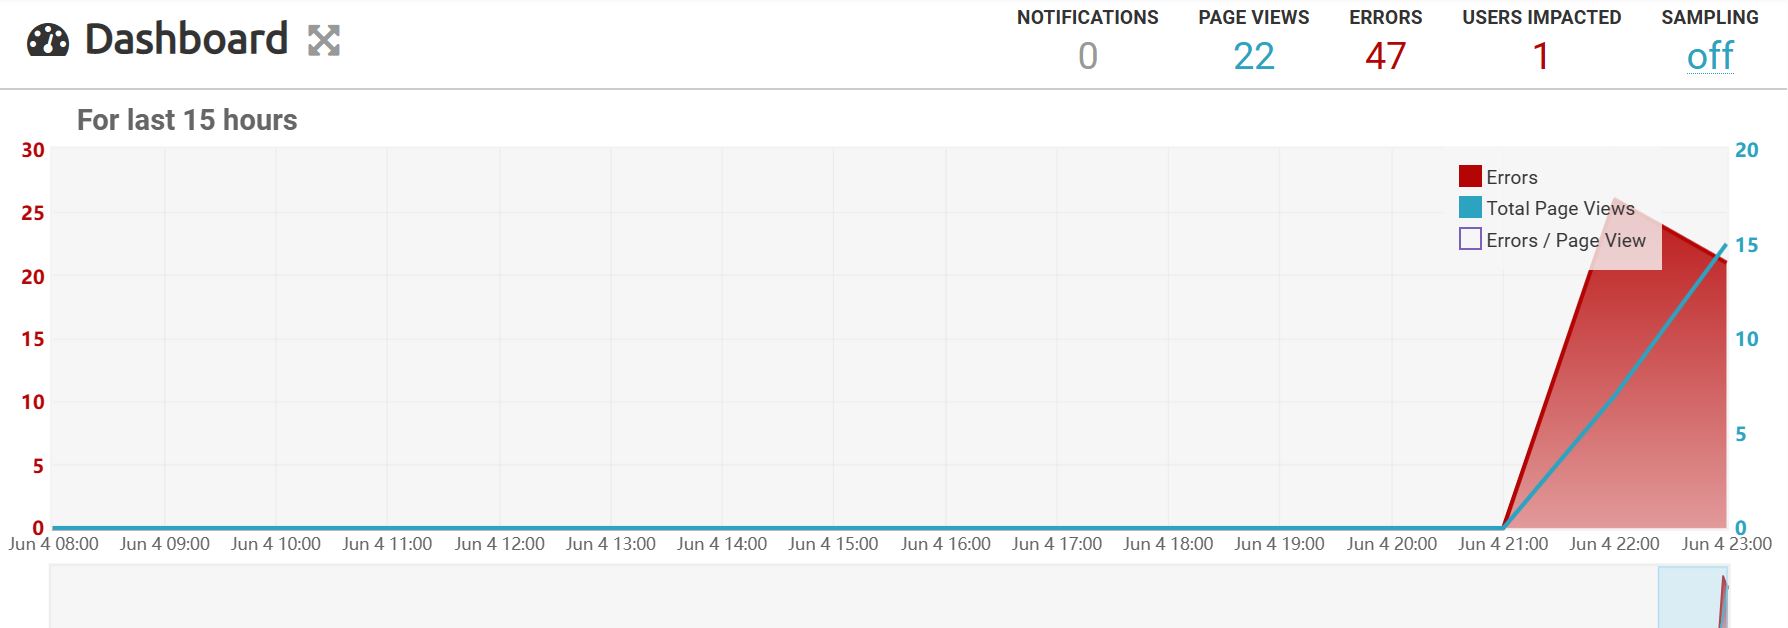 Dashboard
NOTIFICATIONS PAGE VIEWS ERRORS USERS IMPACTED SAMPLING
0 22 47 1 off
For last 15 hours
30 20
Errors
25 Total Page Views
Errors / Page View 15
20
15 10
10
5
5
0 0
Jun 4 08:00 Jun 4 09:00 Jun 4 10:00 Jun 4 11:00 Jun 4 12:00 Jun 4 13:00 Jun 4 14:00 Jun 4 15:00 Jun 4 16:00 Jun 4 17:00 Jun 4 18:00 Jun 4 19:00 Jun 4 20:00 Jun 4 21:00 Jun 4 22:00 Jun 4 23:00